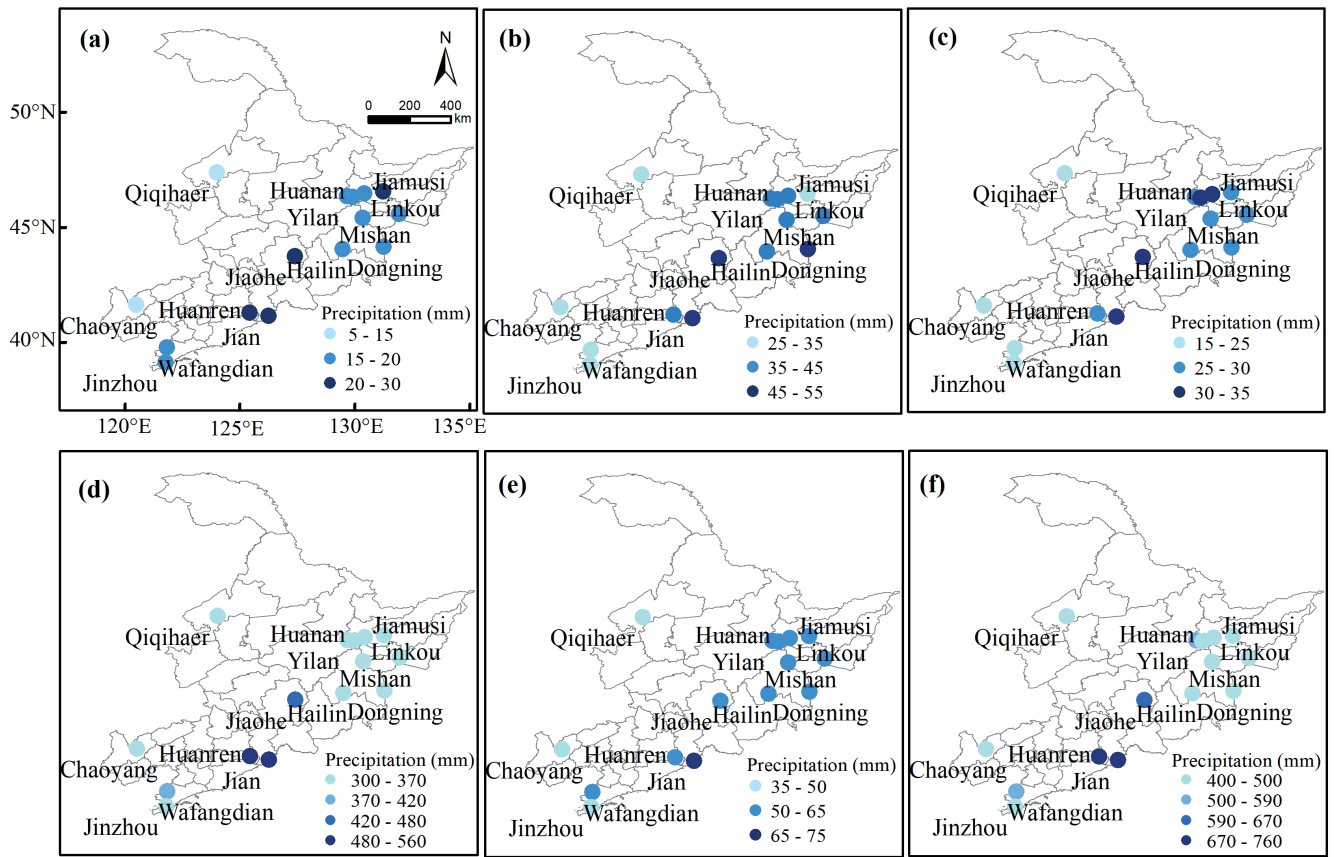 (a)
N
0 200 400
km
50°N
45°N
40°N
Qiqihaer
Huanan
Jiamusi
Yilan
Linkou
Mishan
Jiaohe
Hailin
Dongning
Chaoyang
Huanren
Jian
Jinzhou
Wafangdian
Precipitation (mm)
5 - 15
15 - 20
20 - 30
120°E 125°E 130°E 135°E
(b)
Qiqihaer
Huanan
Jiamusi
Yilan
Linkou
Mishan
Jiaohe
Hailin
Dongning
Chaoyang
Huanren
Jian
Jinzhou
Wafangdian
Precipitation (mm)
25 - 35
35 - 45
45 - 55
(c)
Qiqihaer
Huanan
Jiamusi
Yilan
Linkou
Mishan
Jiaohe
Hailin
Dongning
Chaoyang
Huanren
Jian
Jinzhou
Wafangdian
Precipitation (mm)
15 - 25
25 - 30
30 - 35
(d)
Qiqihaer
Huanan
Jiamusi
Yilan
Linkou
Mishan
Jiaohe
Hailin
Dongning
Chaoyang
Huanren
Jian
Jinzhou
Wafangdian
Precipitation (mm)
300 - 370
370 - 420
420 - 480
480 - 560
(e)
Qiqihaer
Huanan
Jiamusi
Yilan
Linkou
Mishan
Jiaohe
Hailin
Dongning
Chaoyang
Huanren
Jian
Jinzhou
Wafangdian
Precipitation (mm)
35 - 50
50 - 65
65 - 75
(f)
Qiqihaer
Huanan
Jiamusi
Yilan
Linkou
Mishan
Jiaohe
Hailin
Dongning
Chaoyang
Huanren
Jian
Jinzhou
Wafangdian
Precipitation (mm)
400 - 500
500 - 590
590 - 670
670 - 760